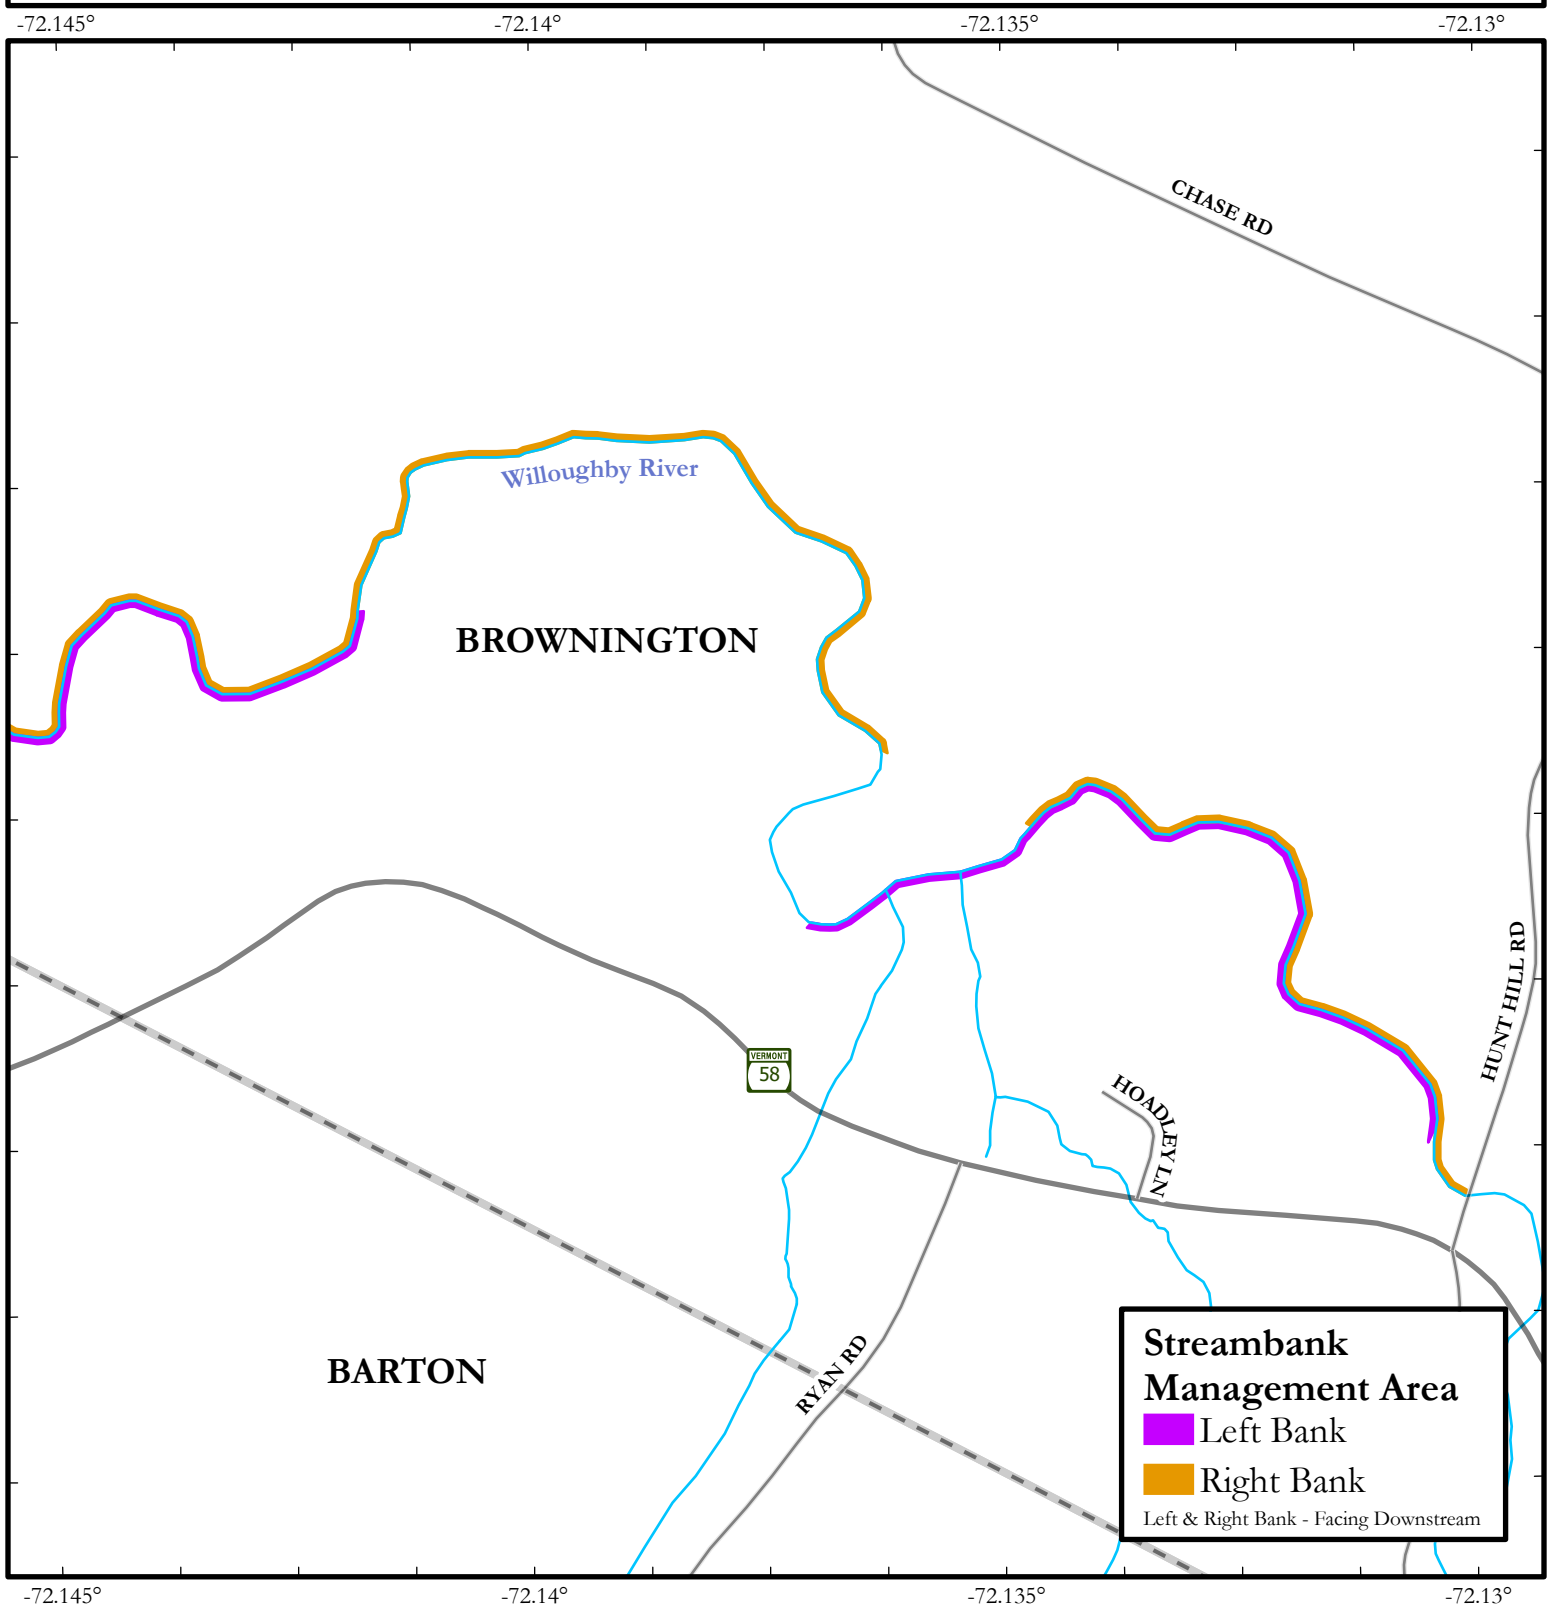 -72.145° -72.14° -72.135° -72.13°
CHASE RD
Willoughby River
BROWNINGTON
HUNT HILL RD
VERMONT
58
HOADLEY LN
RYAN RD
BARTON
Streambank
Management Area
Left Bank
Right Bank
Left & Right Bank - Facing Downstream
-72.145° -72.14° -72.135° -72.13°